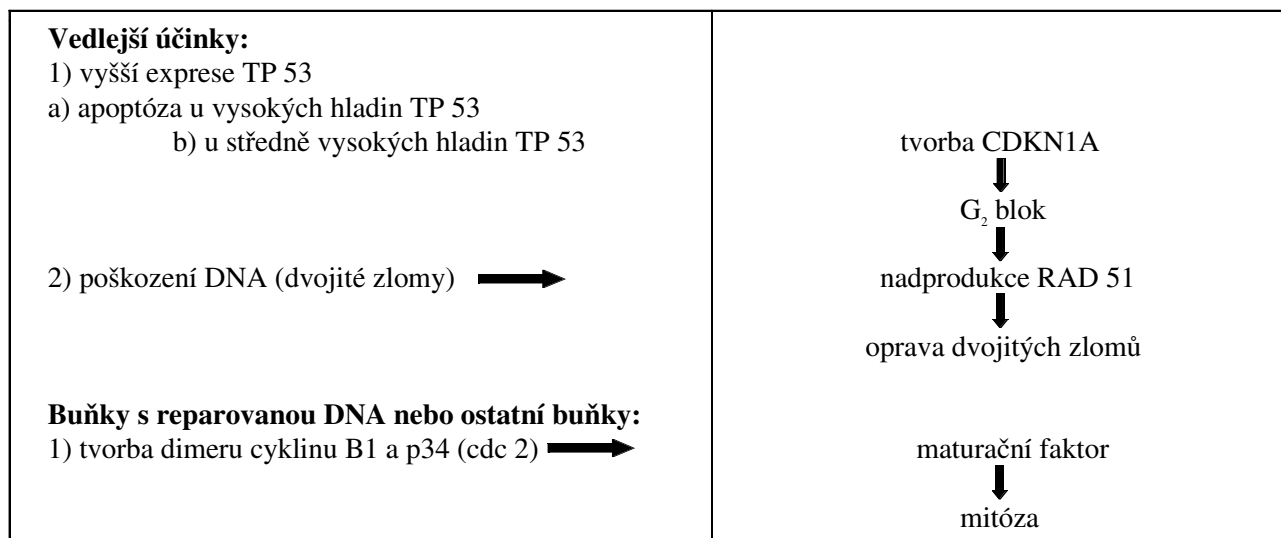 Vedlejší účinky:
1) vyšší exprese TP 53
a) apoptóza u vysokých hladin TP 53
b) u středně vysokých hladin TP 53
tvorba CDKN1A
G₂ blok
2) poškození DNA (dvojité zlomy)
nadprodukce RAD 51
oprava dvojitých zlomů
Buňky s reparovanou DNA nebo ostatní buňky:
1) tvorba dimeru cyklinu B1 a p34 (cdc 2)
maturační faktor
mitóza